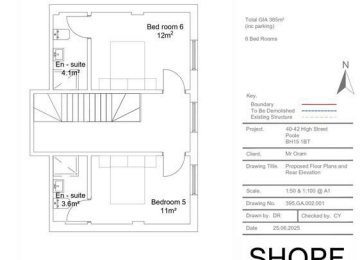 Bed room 6
12m²
En - suite
4.1m²
En - suite
3.6m²
Bedroom 5
11m²
Total GIA 385m²
(inc parking)
6 Bed Rooms
N
Key.
Boundary
To Be Demolished
Existing Structure
Project. 40-42 High Street
Poole
BH15 1BT
Client. Mr Oram
Drawing Title. Proposed Floor Plans and
Rear Elevation
Scale. 1:50 & 1:100 @ A1
Drawing No. 395.GA.002.001
Drawn by. DR Checked by. CY
Date 25.06.2025
SHORE